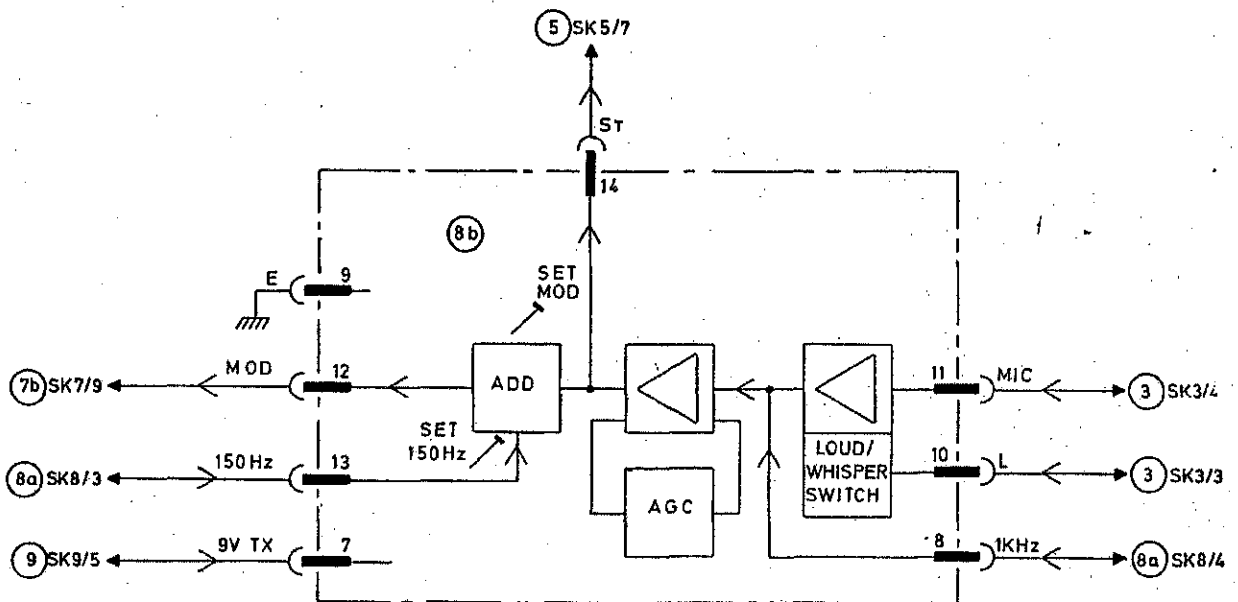 5 SK5/7
ST
14
8b
E 9
SET
MOD
MOD 12
7b SK7/9
ADD
11 MIC
3 SK3/4
SET
150Hz
LOUD/
WHISPER
SWITCH
150Hz 13
8a SK8/3
10 L
3 SK3/3
AGC
9V TX 7
9 SK9/5
8 1KHz
8a SK8/4